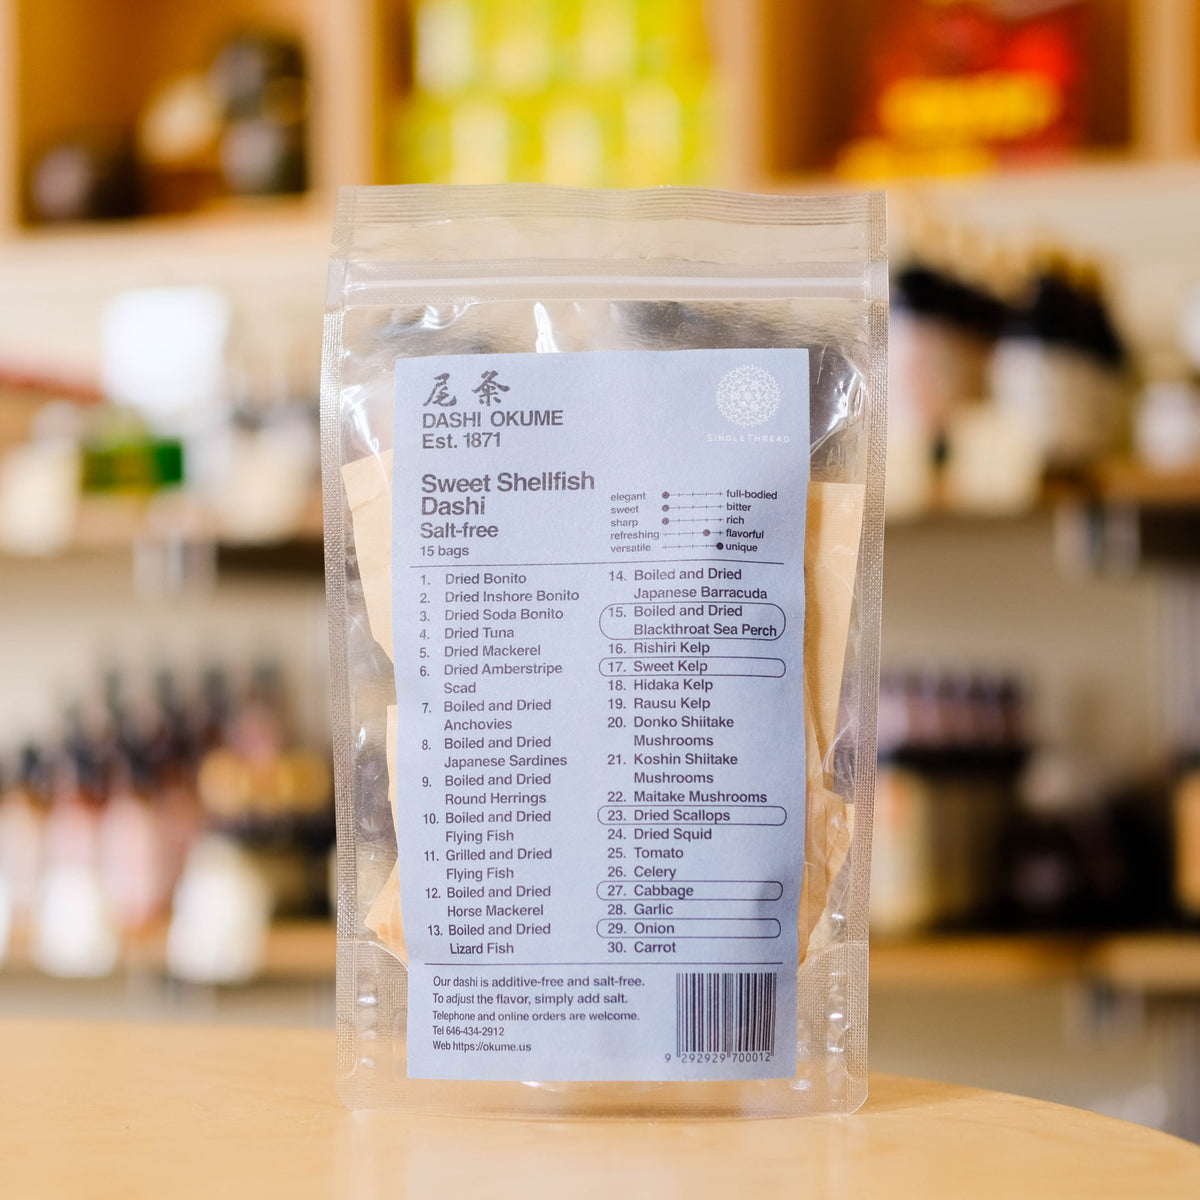 尾粂
DASHI OKUME
Est. 1871
SINGLETHREAD
Sweet Shellfish
Dashi
Salt-free
15 bags
elegant full-bodied
sweet bitter
sharp rich
refreshing flavorful
versatile unique
1. Dried Bonito
2. Dried Inshore Bonito
3. Dried Soda Bonito
4. Dried Tuna
5. Dried Mackerel
6. Dried Amberstripe
Scad
7. Boiled and Dried
Anchovies
8. Boiled and Dried
Japanese Sardines
9. Boiled and Dried
Round Herrings
10. Boiled and Dried
Flying Fish
11. Grilled and Dried
Flying Fish
12. Boiled and Dried
Horse Mackerel
13. Boiled and Dried
Lizard Fish
14. Boiled and Dried
Japanese Barracuda
15. Boiled and Dried
Blackthroat Sea Perch
16. Rishiri Kelp
17. Sweet Kelp
18. Hidaka Kelp
19. Rausu Kelp
20. Donko Shiitake
Mushrooms
21. Koshin Shiitake
Mushrooms
22. Maitake Mushrooms
23. Dried Scallops
24. Dried Squid
25. Tomato
26. Celery
27. Cabbage
28. Garlic
29. Onion
30. Carrot
Our dashi is additive-free and salt-free.
To adjust the flavor, simply add salt.
Telephone and online orders are welcome.
Tel 646-434-2912
Web https://okume.us
9 292929 700012